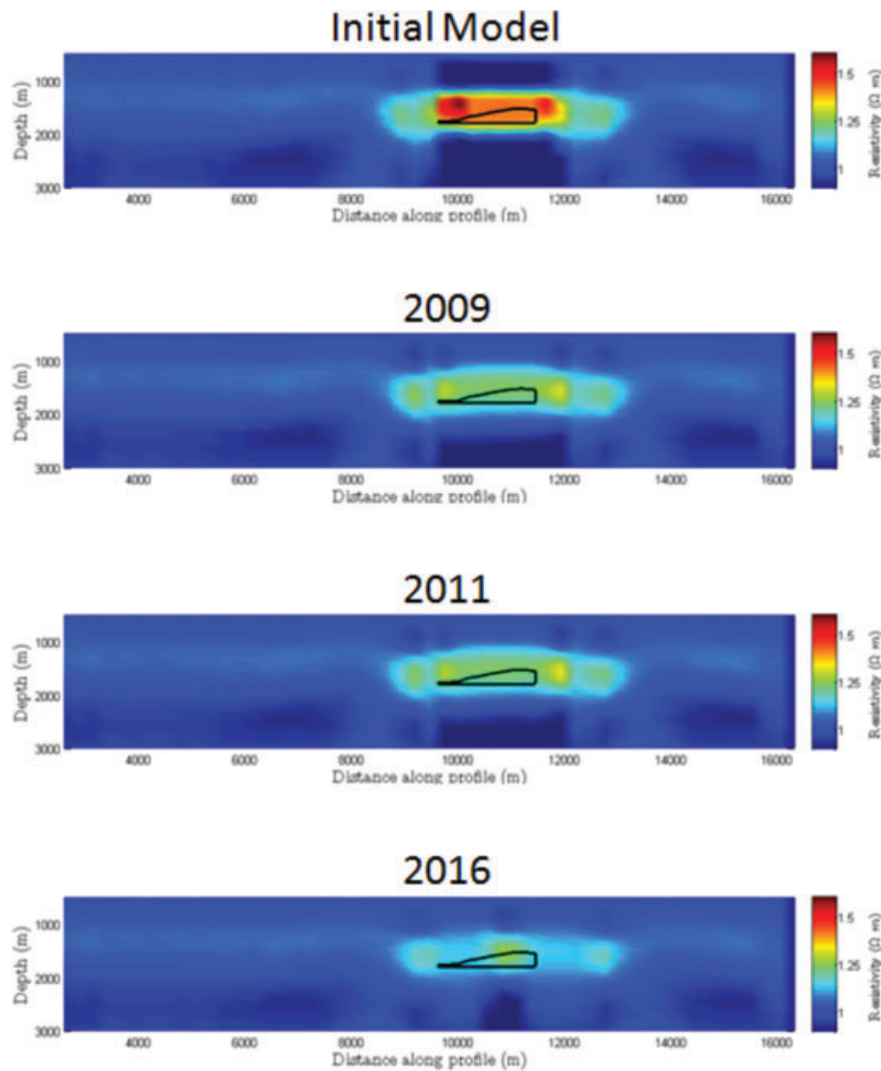 Initial Model
Depth (m)
1000
2000
3000
4000 6000 8000 10000 12000 14000 16000
Distance along profile (m)
1.5
1.25
1
Resistivity (Ω m)
2009
Depth (m)
1000
2000
3000
4000 6000 8000 10000 12000 14000 16000
Distance along profile (m)
1.5
1.25
1
Resistivity (Ω m)
2011
Depth (m)
1000
2000
3000
4000 6000 8000 10000 12000 14000 16000
Distance along profile (m)
1.5
1.25
1
Resistivity (Ω m)
2016
Depth (m)
1000
2000
3000
4000 6000 8000 10000 12000 14000 16000
Distance along profile (m)
1.5
1.25
1
Resistivity (Ω m)